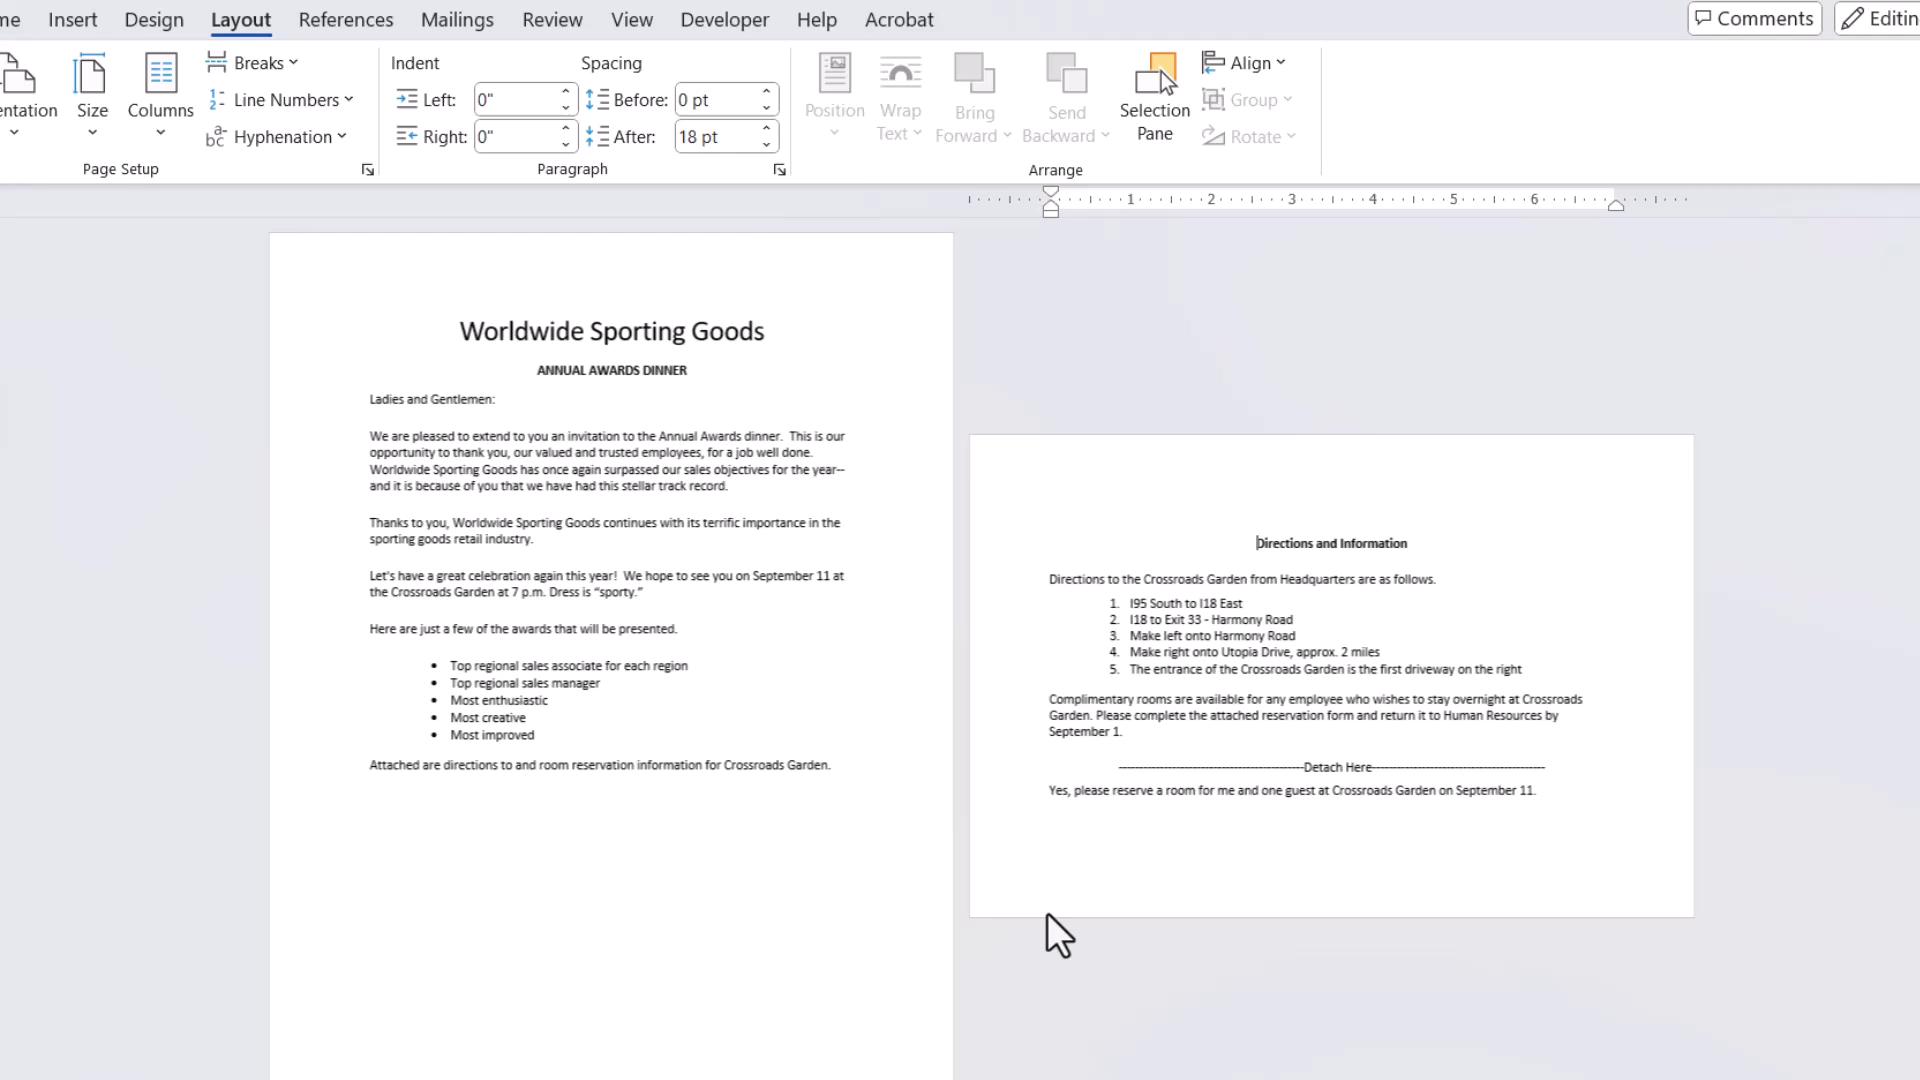 me Insert Design Layout References Mailings Review View Developer Help Acrobat Comments Editin
entation Size Columns Breaks Line Numbers Hyphenation
Page Setup
Indent Spacing
Left: 0" Before: 0 pt
Right: 0" After: 18 pt
Paragraph
Position Wrap Text Bring Forward Send Backward Selection Pane Align Group Rotate
Arrange
1 2 3 4 5 6
Worldwide Sporting Goods
ANNUAL AWARDS DINNER
Ladies and Gentlemen:
We are pleased to extend to you an invitation to the Annual Awards dinner. This is our
opportunity to thank you, our valued and trusted employees, for a job well done.
Worldwide Sporting Goods has once again surpassed our sales objectives for the year--
and it is because of you that we have had this stellar track record.
Thanks to you, Worldwide Sporting Goods continues with its terrific importance in the
sporting goods retail industry.
Let's have a great celebration again this year! We hope to see you on September 11 at
the Crossroads Garden at 7 p.m. Dress is “sporty.”
Here are just a few of the awards that will be presented.
• Top regional sales associate for each region
• Top regional sales manager
• Most enthusiastic
• Most creative
• Most improved
Attached are directions to and room reservation information for Crossroads Garden.
Directions and Information
Directions to the Crossroads Garden from Headquarters are as follows.
1. I95 South to I18 East
2. I18 to Exit 33 - Harmony Road
3. Make left onto Harmony Road
4. Make right onto Utopia Drive, approx. 2 miles
5. The entrance of the Crossroads Garden is the first driveway on the right
Complimentary rooms are available for any employee who wishes to stay overnight at Crossroads
Garden. Please complete the attached reservation form and return it to Human Resources by
September 1.
----------------------------------------------Detach Here-------------------------------------------
Yes, please reserve a room for me and one guest at Crossroads Garden on September 11.